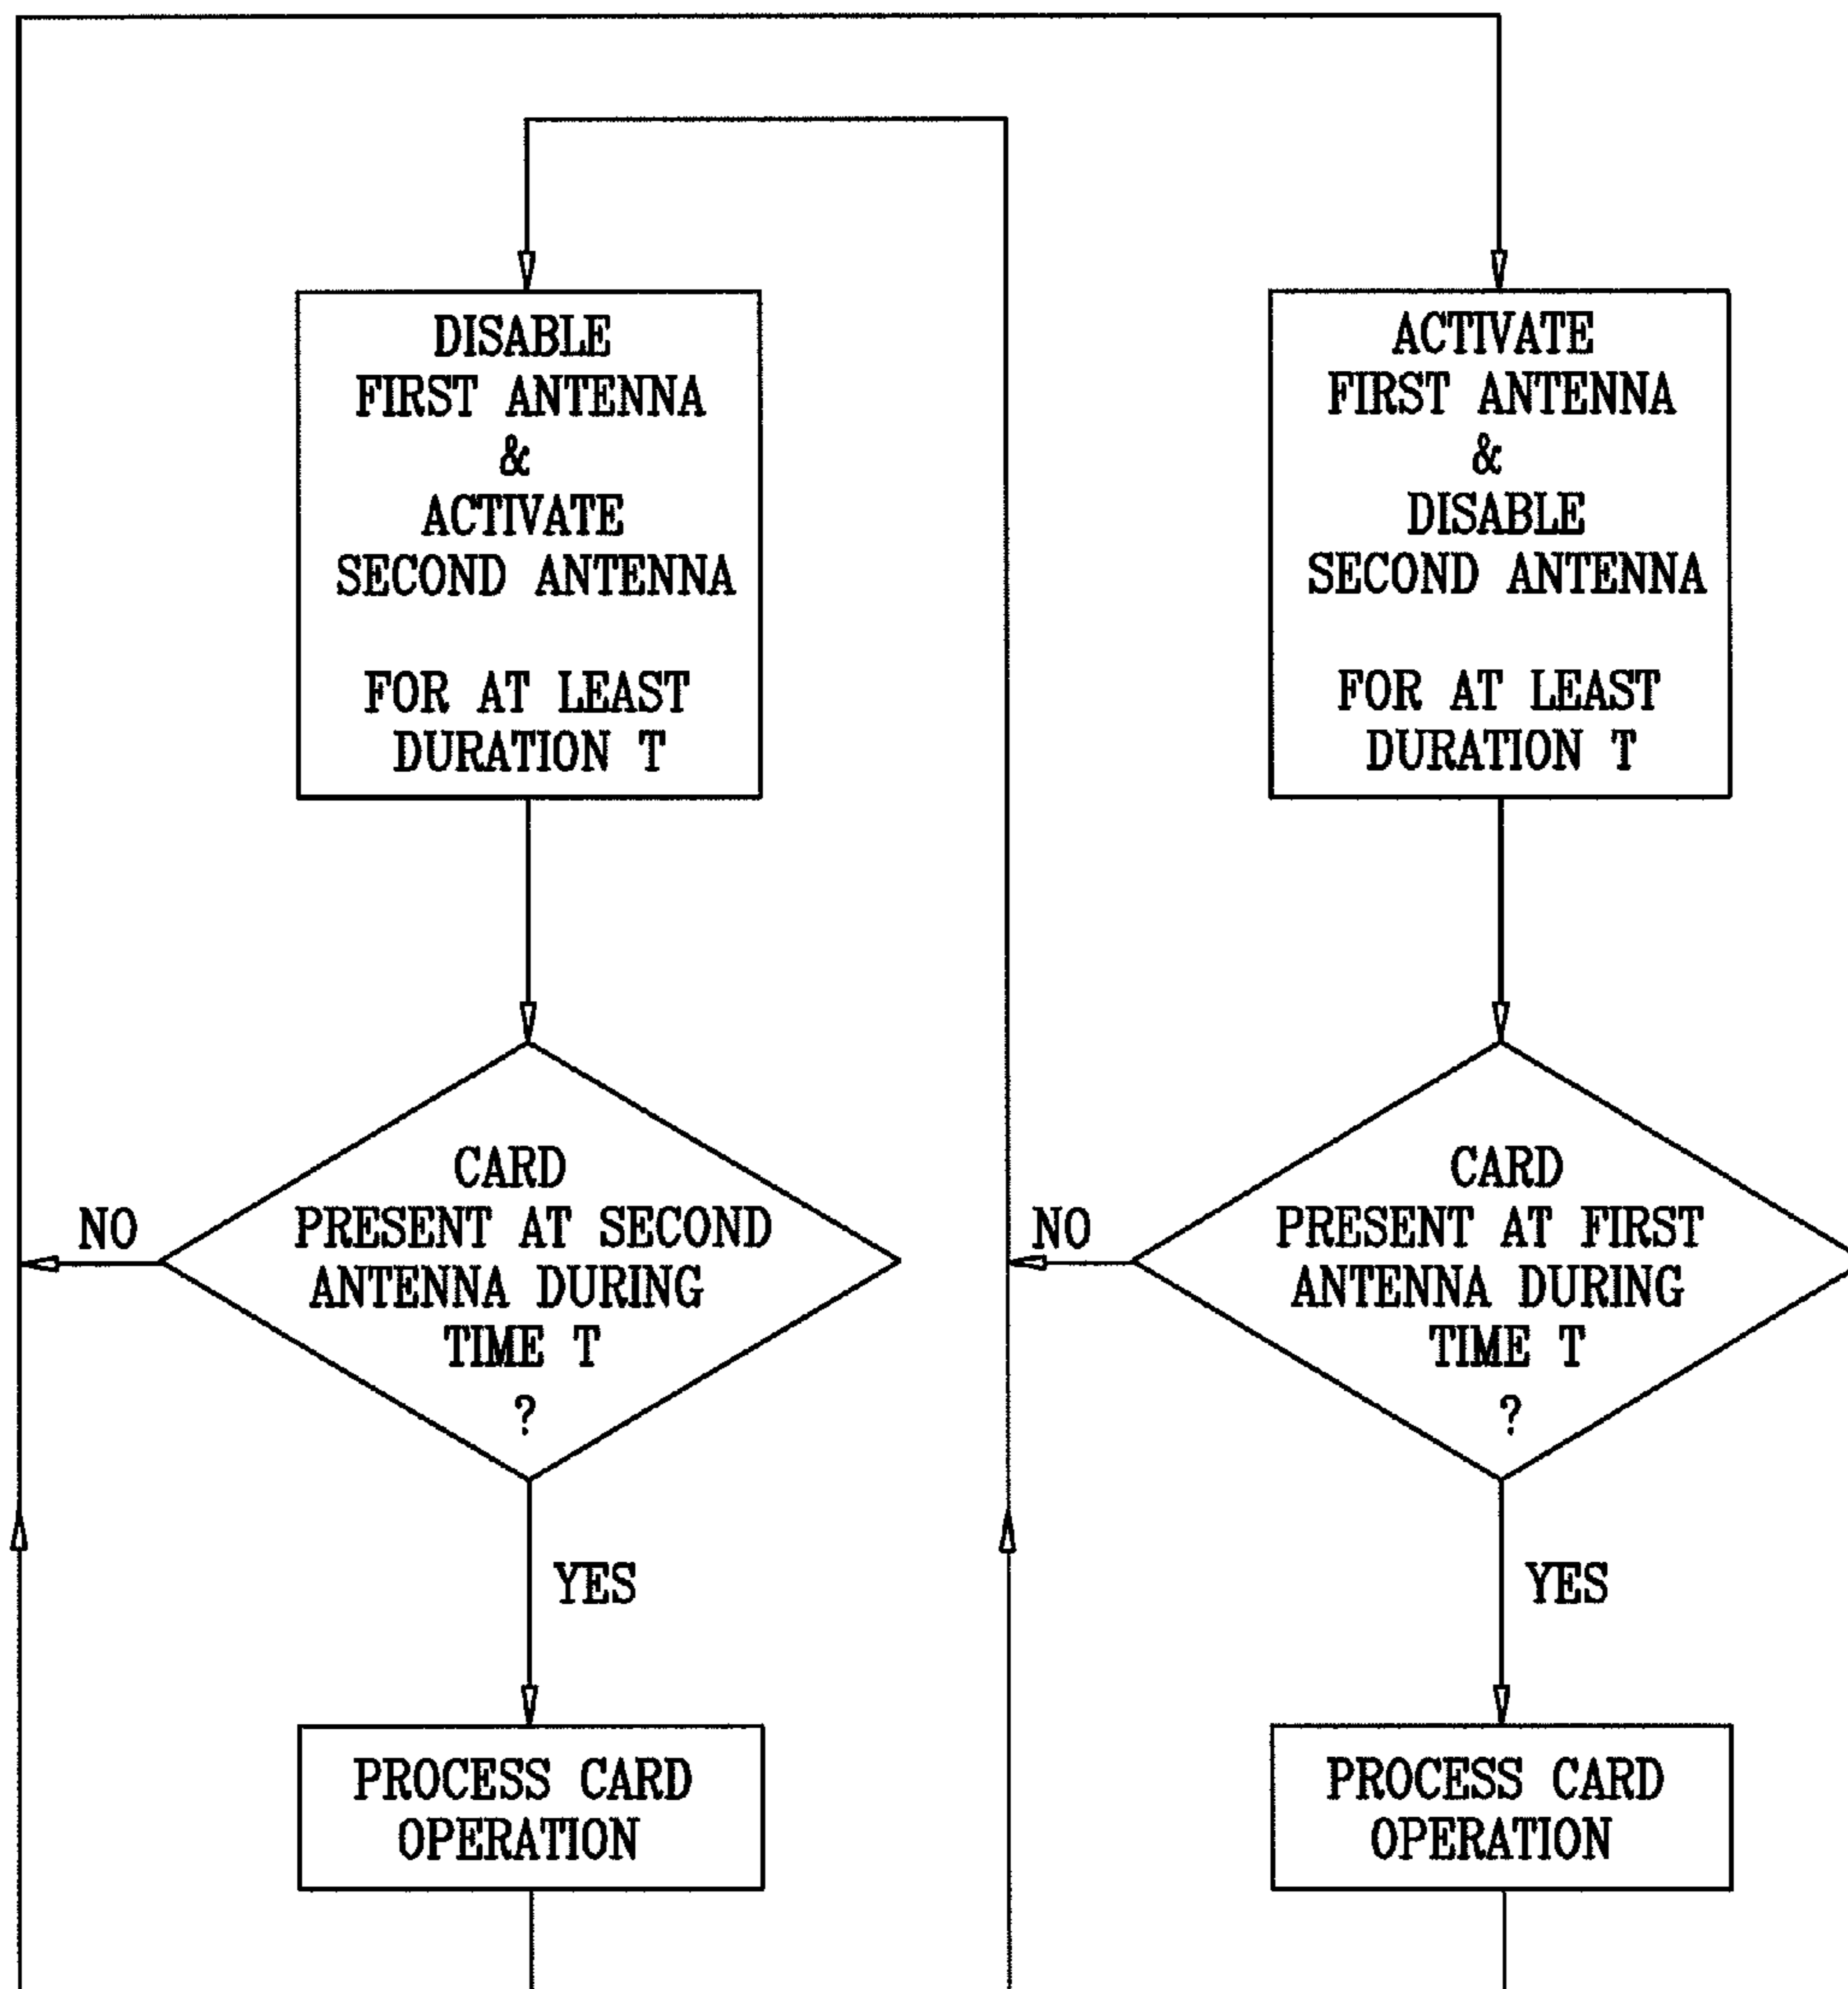 DISABLE
FIRST ANTENNA
&
ACTIVATE
SECOND ANTENNA
FOR AT LEAST
DURATION T
ACTIVATE
FIRST ANTENNA
&
DISABLE
SECOND ANTENNA
FOR AT LEAST
DURATION T
NO
CARD
PRESENT AT SECOND
ANTENNA DURING
TIME T
?
NO
CARD
PRESENT AT FIRST
ANTENNA DURING
TIME T
?
YES
YES
PROCESS CARD
OPERATION
PROCESS CARD
OPERATION